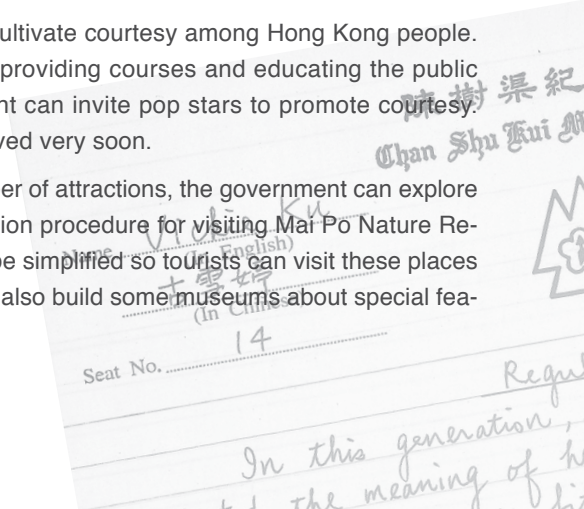 ultivate courtesy among Hong Kong people.
providing courses and educating the public
nt can invite pop stars to promote courtesy.
ved very soon.
er of attractions, the government can explore
ion procedure for visiting Mai Po Nature Re-
be simplified so tourists can visit these places
also build some museums about special fea-
陳樹渠紀
Chan Shu Kui M
Name
(In English)
(In Chinese
Seat No. 14
Regul
In this generation,
the meaning of h